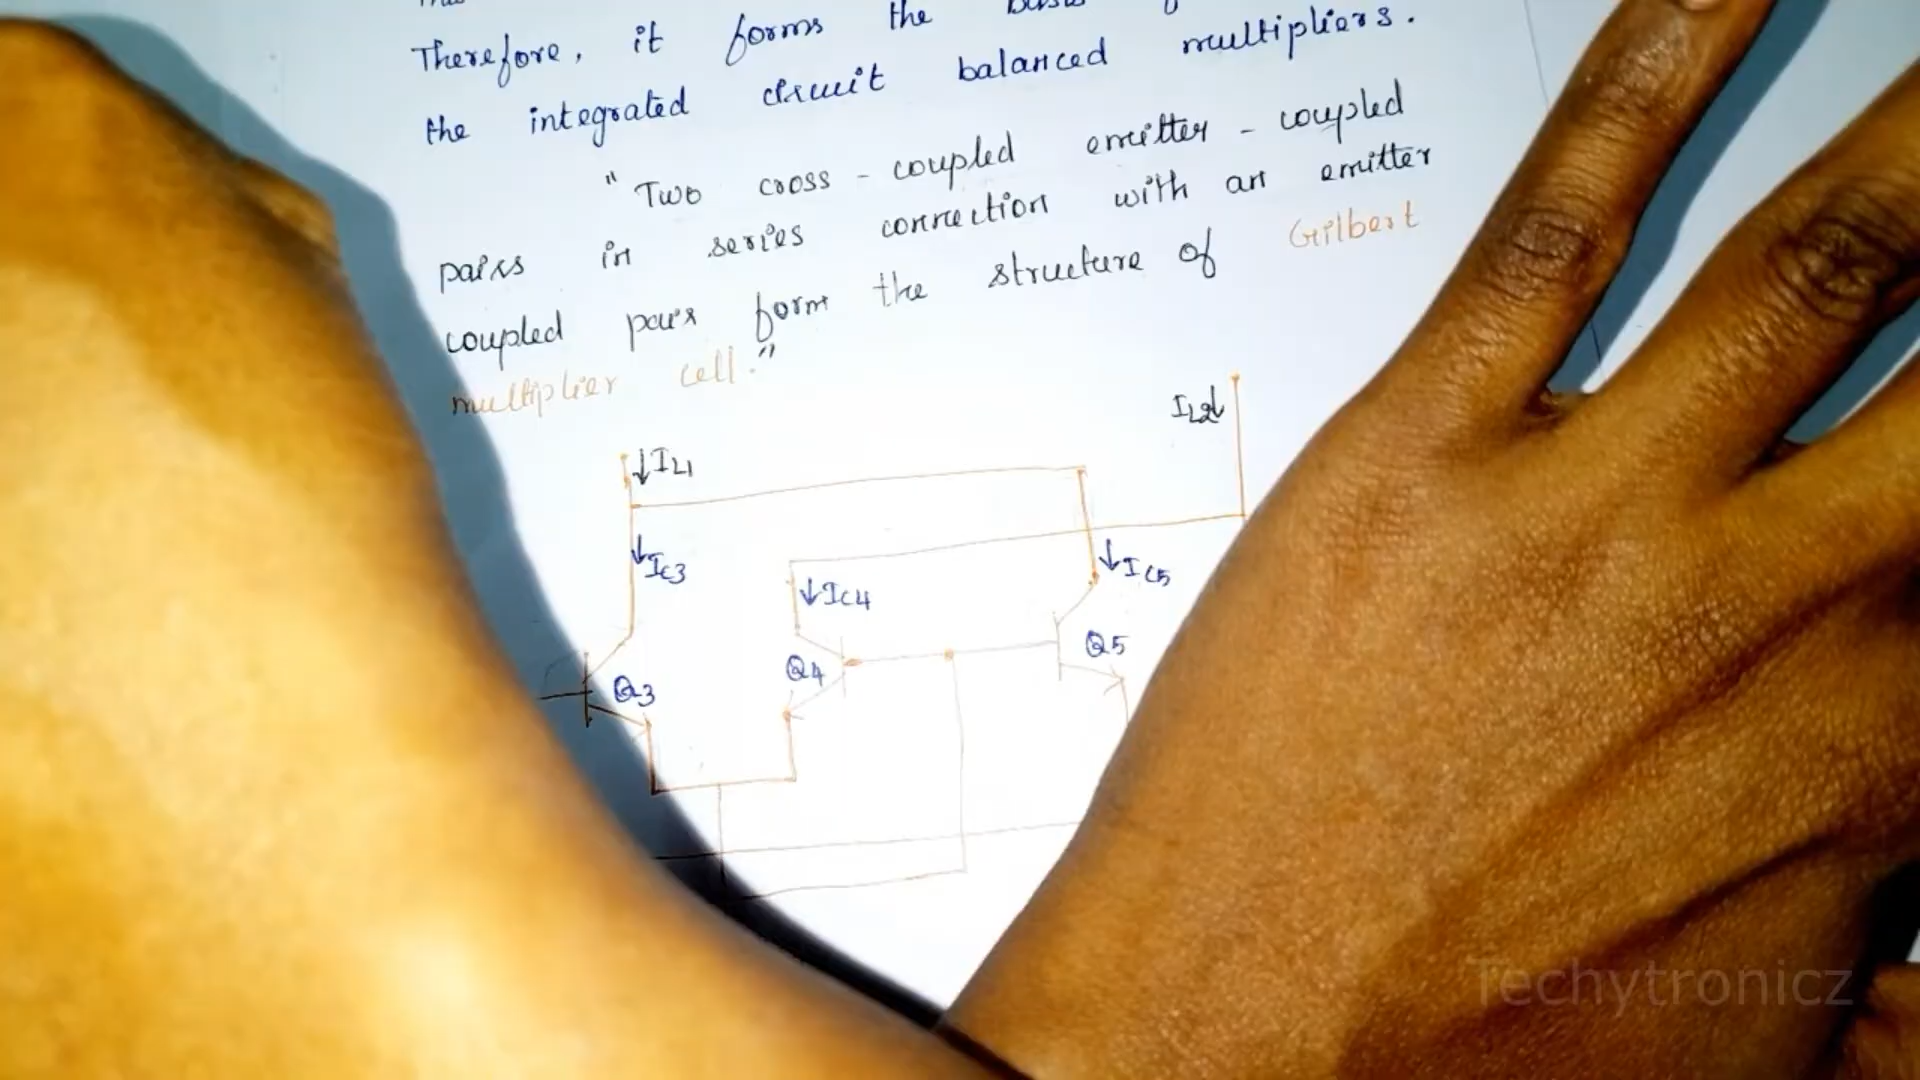 Therefore, it forms the
the integrated circuit balanced multipliers.
"Two cross-coupled emitter-coupled
pairs in series connection with an emitter
coupled pair form the structure of Gilbert
multiplier cell."
↓IL1
IL2↓
↓IC3
↓IC4
↓IC5
Q3
Q4
Q5
Techytronicz